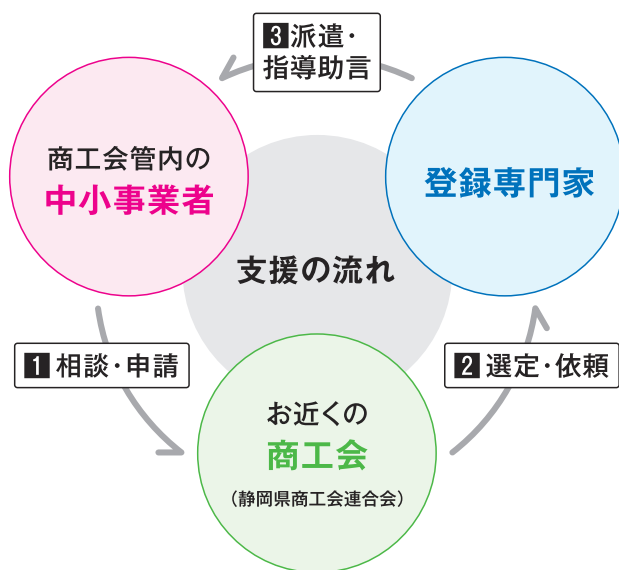 3 派遣・
指導助言
商工会管内の
中小事業者
登録専門家
支援の流れ
1 相談・申請
2 選定・依頼
お近くの
商工会
（静岡県商工会連合会）